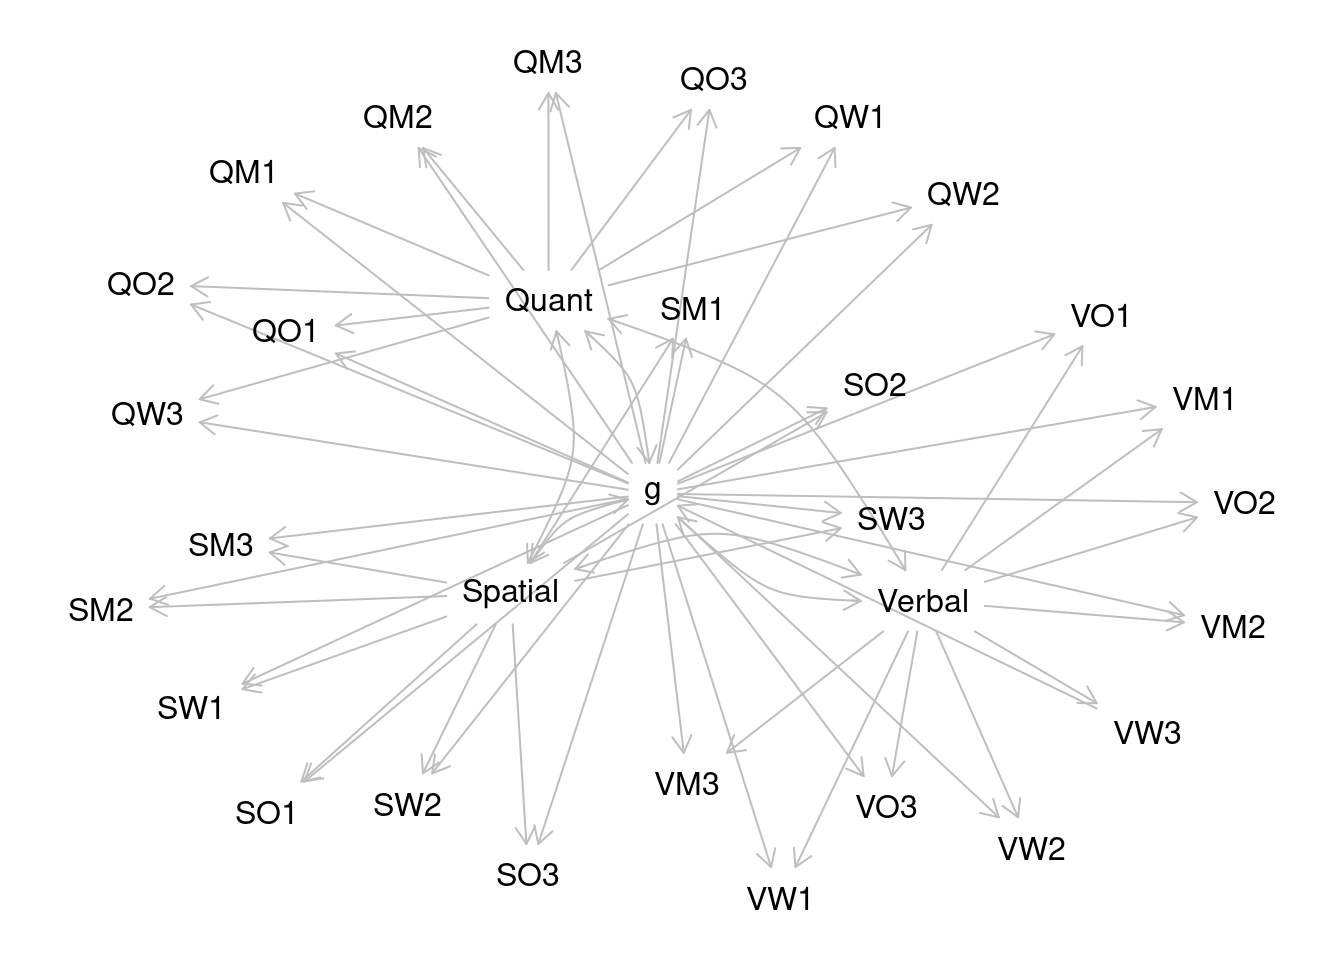 QM3
QO3
QM2
QW1
QM1
QW2
QO2
Quant
SM1
VO1
QO1
SO2
VM1
QW3
g
VO2
SW3
SM3
Spatial
Verbal
SM2
VM2
SW1
VW3
VM3
SW2
VO3
SO1
VW2
SO3
VW1